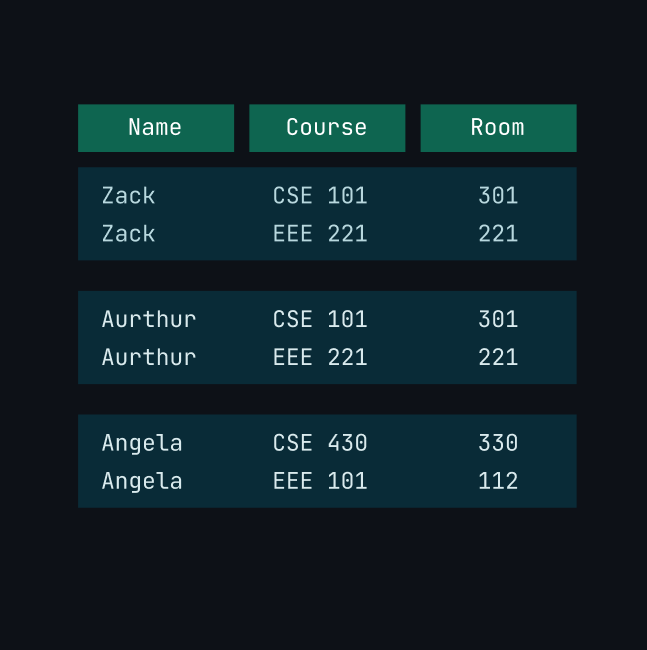 Name Course Room
Zack CSE 101 301
Zack EEE 221 221
Aurthur CSE 101 301
Aurthur EEE 221 221
Angela CSE 430 330
Angela EEE 101 112